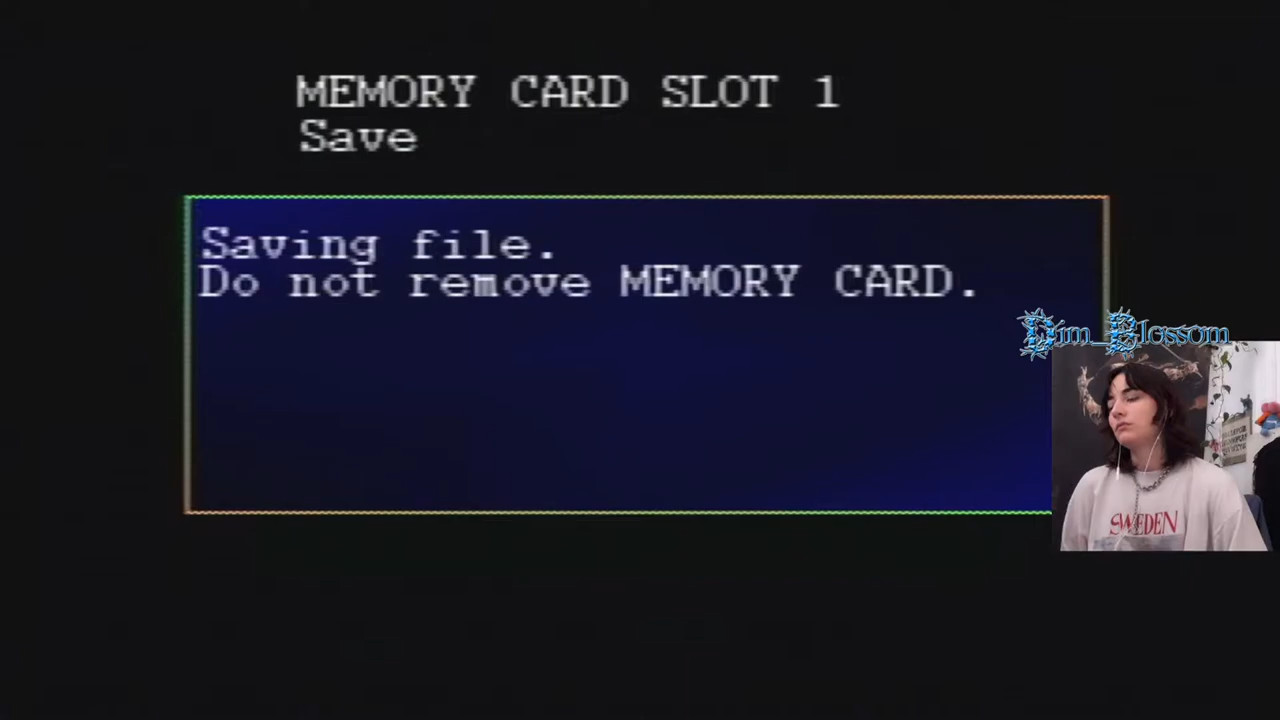 MEMORY CARD SLOT 1
Save
Saving file.
Do not remove MEMORY CARD.
Dim_Blossom
SWEDEN